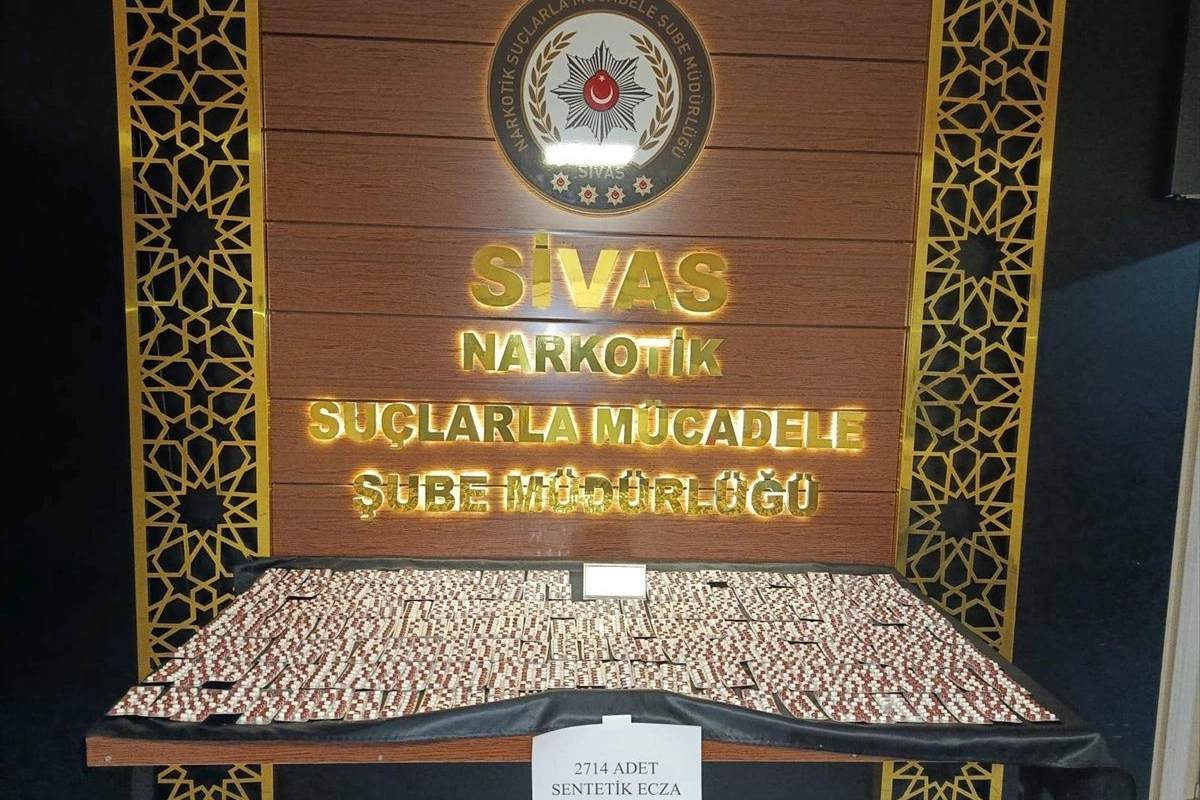 NARKOTİK SUÇLARLA MÜCADELE ŞUBE MÜDÜRLÜĞÜ
SİVAS
SİVAS
NARKOTİK
SUÇLARLA MÜCADELE
ŞUBE MÜDÜRLÜĞÜ
2714 ADET
SENTETİK ECZA